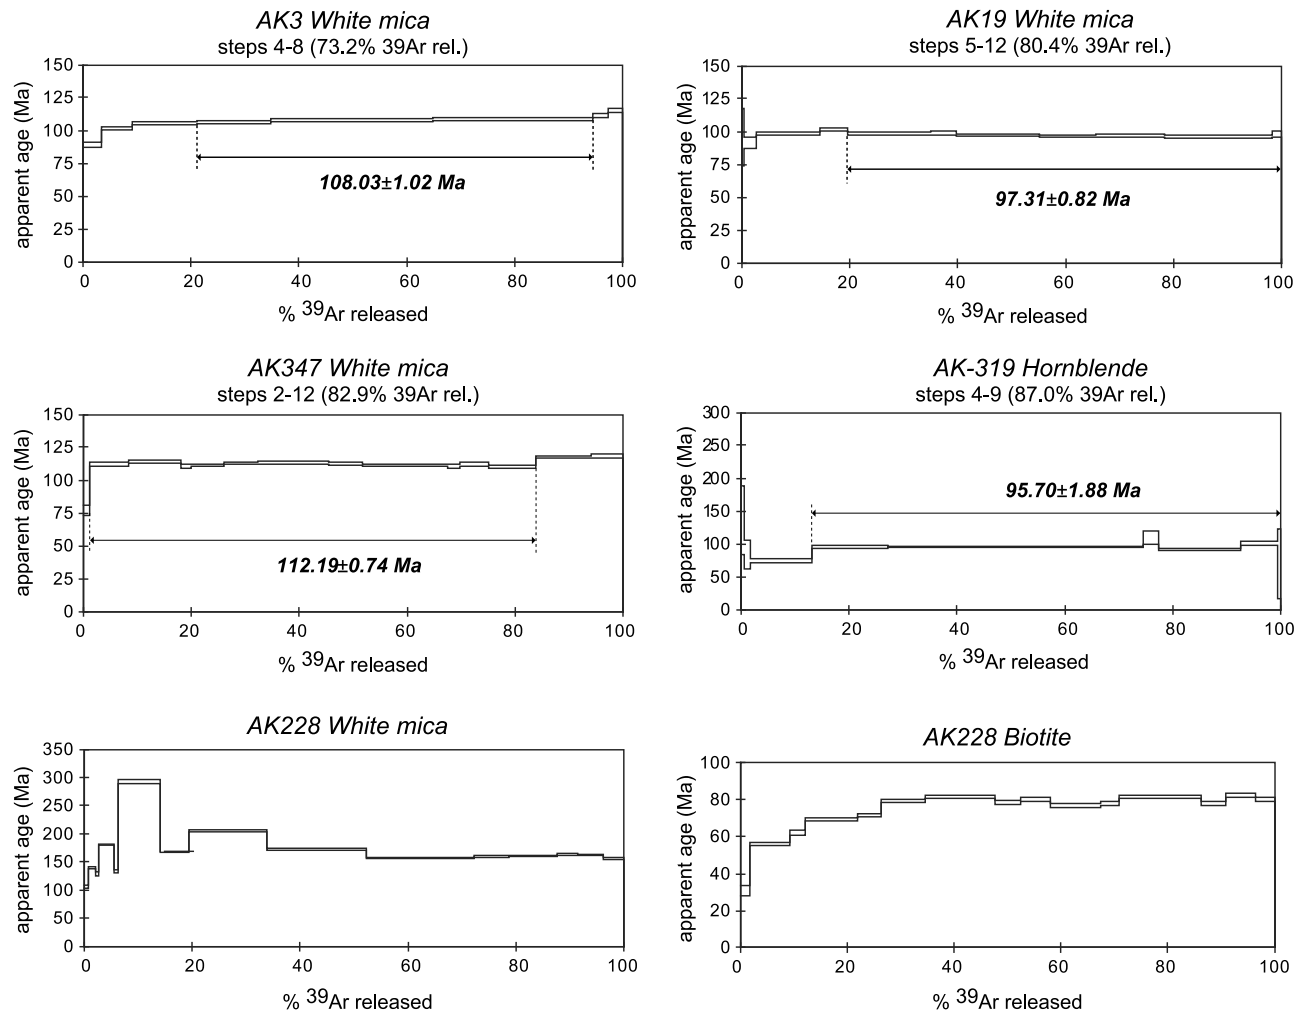 AK3 White mica
steps 4-8 (73.2% 39Ar rel.)
150
125
100
75
50
25
0
apparent age (Ma)
108.03±1.02 Ma
0 20 40 60 80 100
% 39Ar released
AK19 White mica
steps 5-12 (80.4% 39Ar rel.)
150
125
100
75
50
25
0
apparent age (Ma)
97.31±0.82 Ma
0 20 40 60 80 100
% 39Ar released
AK347 White mica
steps 2-12 (82.9% 39Ar rel.)
150
125
100
75
50
25
0
apparent age (Ma)
112.19±0.74 Ma
0 20 40 60 80 100
% 39Ar released
AK-319 Hornblende
steps 4-9 (87.0% 39Ar rel.)
300
250
200
150
100
50
0
apparent age (Ma)
95.70±1.88 Ma
0 20 40 60 80 100
% 39Ar released
AK228 White mica
350
300
250
200
150
100
50
0
apparent age (Ma)
0 20 40 60 80 100
% 39Ar released
AK228 Biotite
100
80
60
40
20
0
apparent age (Ma)
0 20 40 60 80 100
% 39Ar released